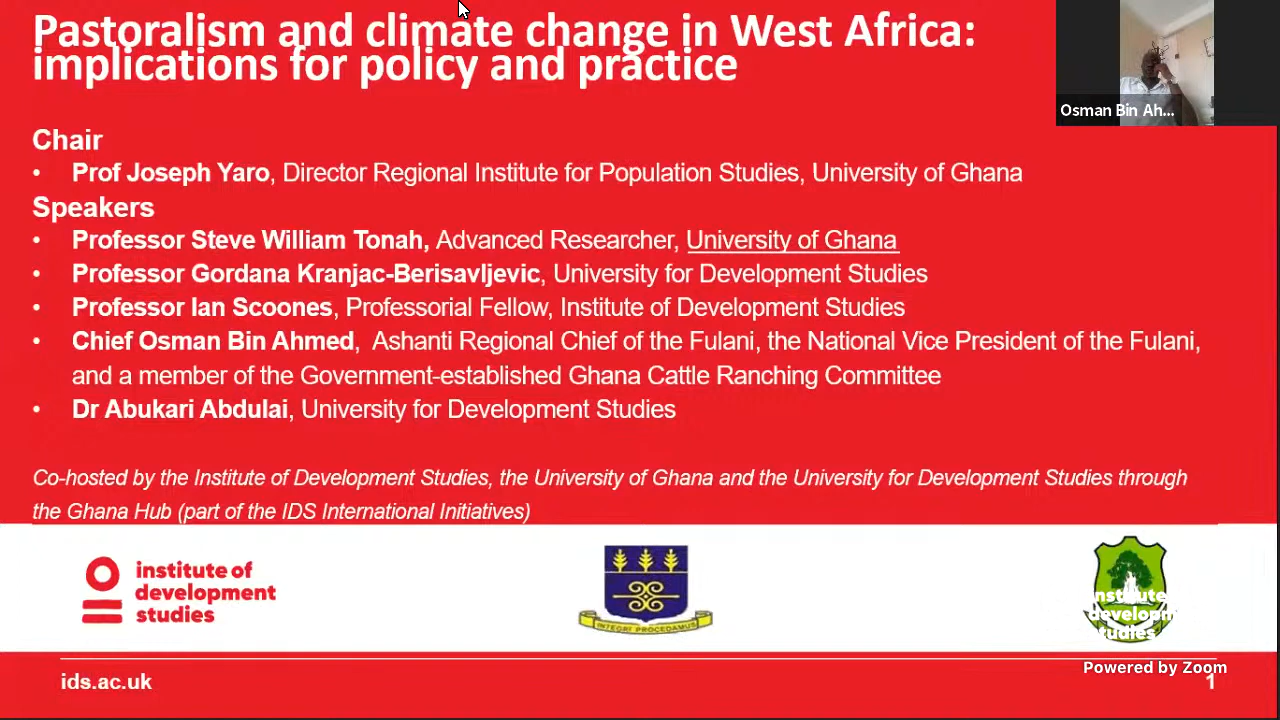 Pastoralism and climate change in West Africa:
implications for policy and practice
Osman Bin Ah...
Chair
• Prof Joseph Yaro, Director Regional Institute for Population Studies, University of Ghana
Speakers
• Professor Steve William Tonah, Advanced Researcher, University of Ghana
• Professor Gordana Kranjac-Berisavljevic, University for Development Studies
• Professor Ian Scoones, Professorial Fellow, Institute of Development Studies
• Chief Osman Bin Ahmed, Ashanti Regional Chief of the Fulani, the National Vice President of the Fulani,
and a member of the Government-established Ghana Cattle Ranching Committee
• Dr Abukari Abdulai, University for Development Studies
Co-hosted by the Institute of Development Studies, the University of Ghana and the University for Development Studies through
the Ghana Hub (part of the IDS International Initiatives)
institute of
development
studies
INTEGRI PROCEDAMUS
institute
developm
studies
Powered by Zoom
ids.ac.uk
1